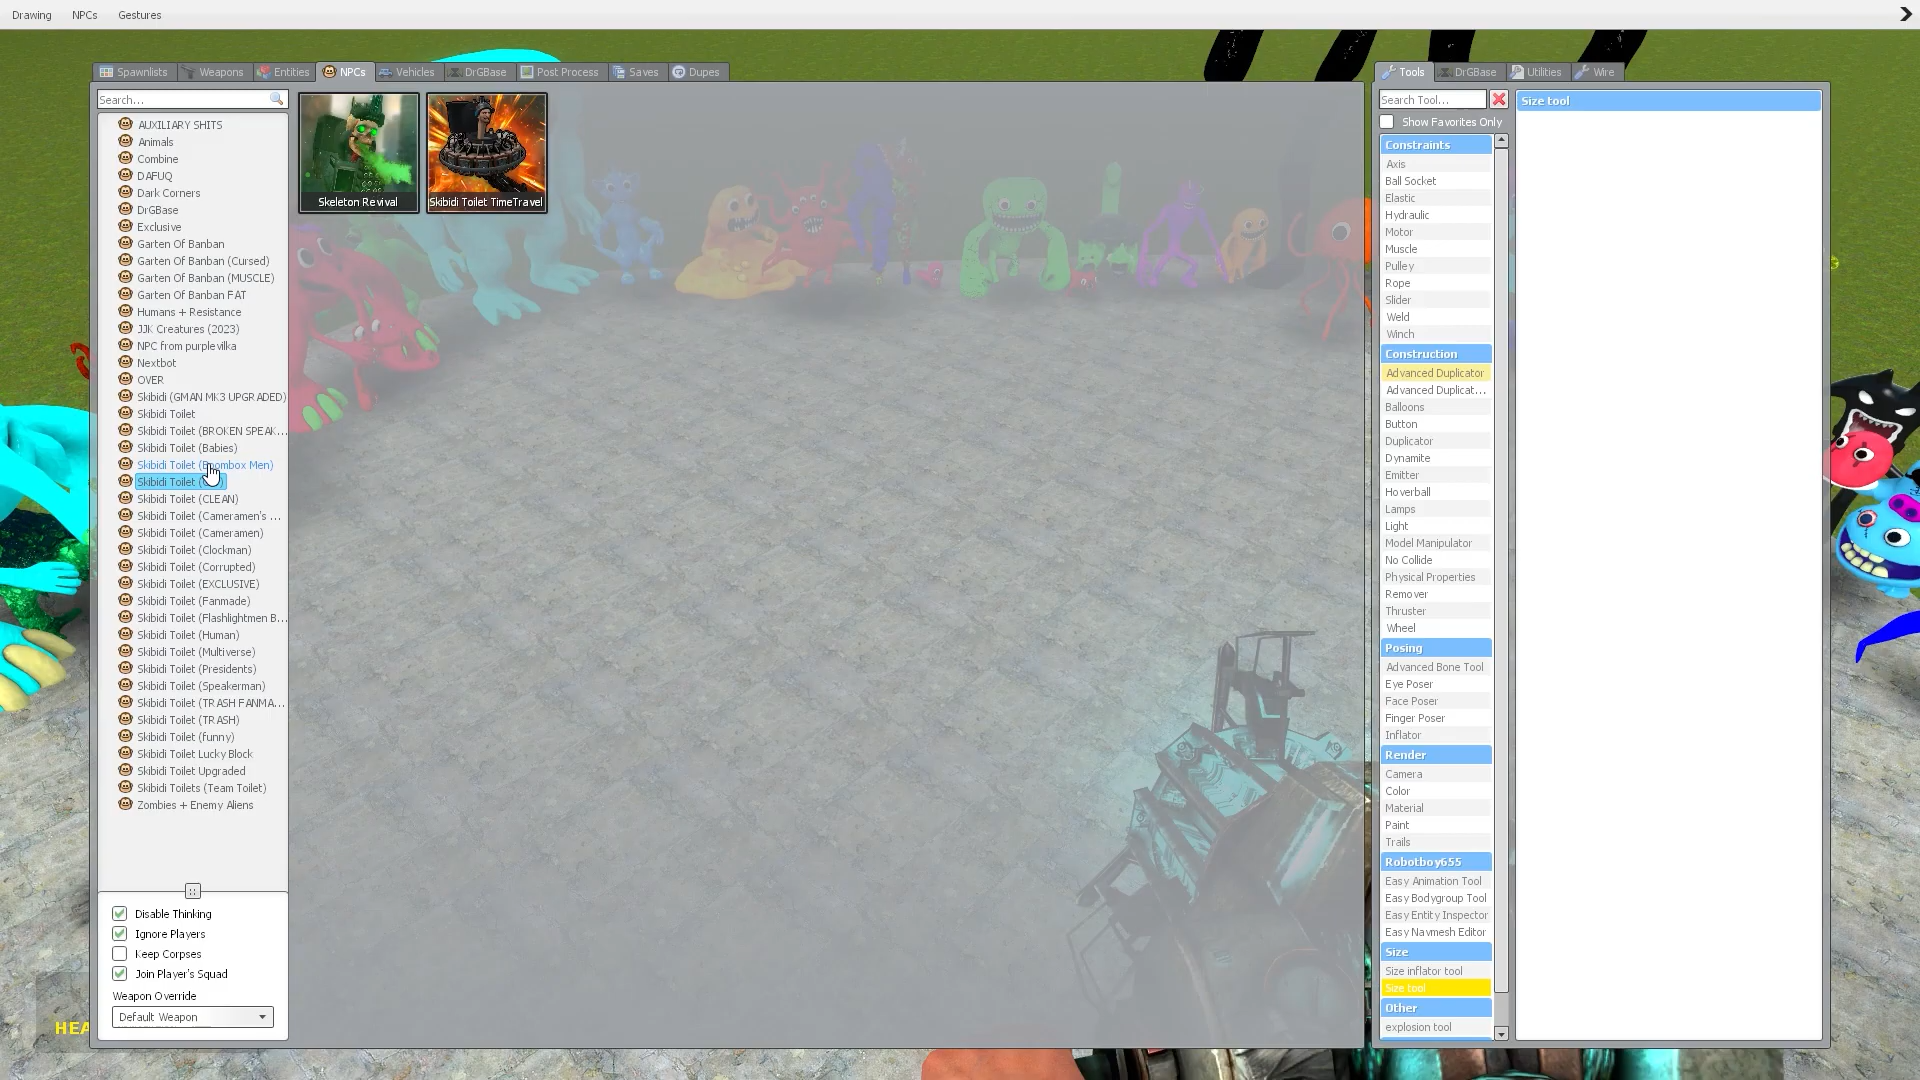 Drawing NPCs Gestures
Spawnlists Weapons Entities NPCs Vehicles DrGBase Post Process Saves Dupes
Search...
AUXILIARY SHITS
Animals
Combine
DAFUQ
Dark Corners
DrGBase
Exclusive
Garten Of Banban
Garten Of Banban (Cursed)
Garten Of Banban (MUSCLE)
Garten Of Banban FAT
Humans + Resistance
JJK Creatures (2023)
NPC from purplevilka
Nextbot
OVER
Skibidi (GMAN MK3 UPGRADED)
Skibidi Toilet
Skibidi Toilet (BROKEN SPEAK...
Skibidi Toilet (Babies)
Skibidi Toilet (Boombox Men)
Skibidi Toilet
Skibidi Toilet (CLEAN)
Skibidi Toilet (Cameramen's ...
Skibidi Toilet (Cameramen)
Skibidi Toilet (Clockman)
Skibidi Toilet (Corrupted)
Skibidi Toilet (EXCLUSIVE)
Skibidi Toilet (Fanmade)
Skibidi Toilet (Flashlightmen B...
Skibidi Toilet (Human)
Skibidi Toilet (Multiverse)
Skibidi Toilet (Presidents)
Skibidi Toilet (Speakerman)
Skibidi Toilet (TRASH FANMA...
Skibidi Toilet (TRASH)
Skibidi Toilet (funny)
Skibidi Toilet Lucky Block
Skibidi Toilet Upgraded
Skibidi Toilets (Team Toilet)
Zombies + Enemy Aliens
Disable Thinking
Ignore Players
Keep Corpses
Join Player's Squad
Weapon Override
Default Weapon
HEA
Skeleton Revival
Skibidi Toilet TimeTravel
Tools DrGBase Utilities Wire
Search Tool...
Show Favorites Only
Constraints
Axis
Ball Socket
Elastic
Hydraulic
Motor
Muscle
Pulley
Rope
Slider
Weld
Winch
Construction
Advanced Duplicator
Advanced Duplicat...
Balloons
Button
Duplicator
Dynamite
Emitter
Hoverball
Lamps
Light
Model Manipulator
No Collide
Physical Properties
Remover
Thruster
Wheel
Posing
Advanced Bone Tool
Eye Poser
Face Poser
Finger Poser
Inflator
Render
Camera
Color
Material
Paint
Trails
Robotboy655
Easy Animation Tool
Easy Bodygroup Tool
Easy Entity Inspector
Easy Navmesh Editor
Size
Size inflator tool
Size tool
Other
explosion tool
Size tool